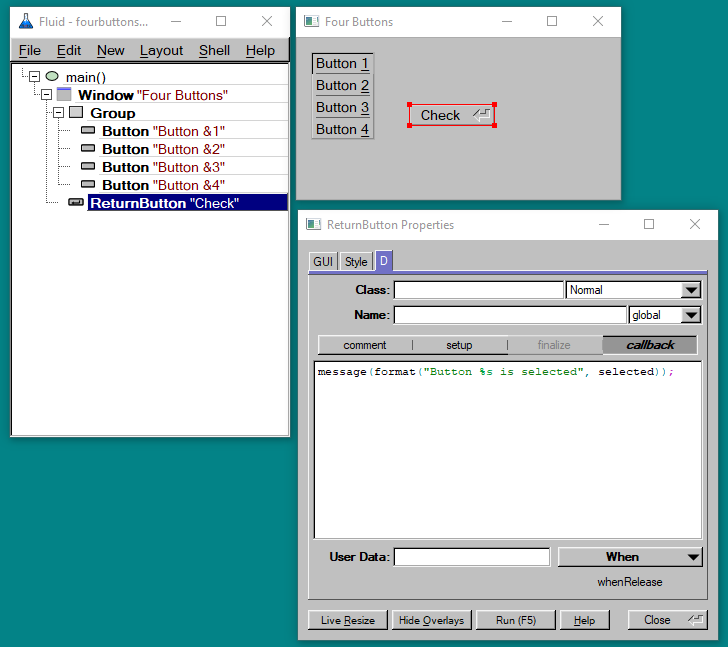 Fluid - fourbuttons...
File Edit New Layout Shell Help
main()
Window "Four Buttons"
Group
Button "Button &1"
Button "Button &2"
Button "Button &3"
Button "Button &4"
ReturnButton "Check"
Four Buttons
Button 1
Button 2
Button 3
Button 4
Check
ReturnButton Properties
GUI Style D
Class: Normal
Name: global
comment setup finalize callback
message(format("Button %s is selected", selected));
User Data: When
whenRelease
Live Resize Hide Overlays Run (F5) Help Close